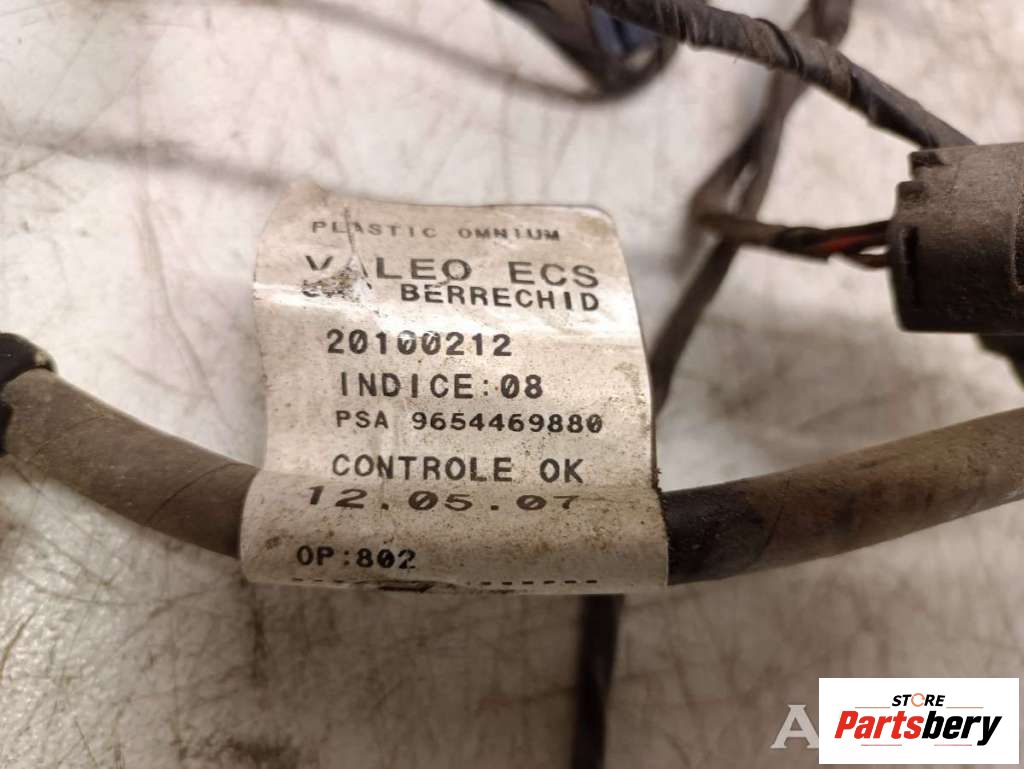 PLASTIC OMNIUM
VALEO ECS
BERRECHID
20100212
INDICE:08
PSA 9654469880
CONTROLE OK
12.05.07
OP:802
STORE
Partsbery
A